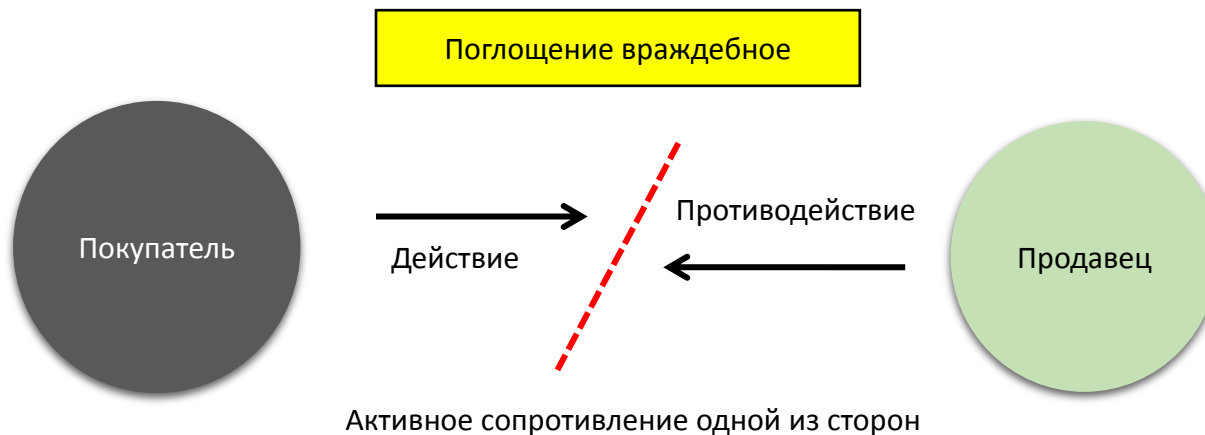 Поглощение враждебное
Противодействие
Покупатель
Действие
Продавец
Активное сопротивление одной из сторон